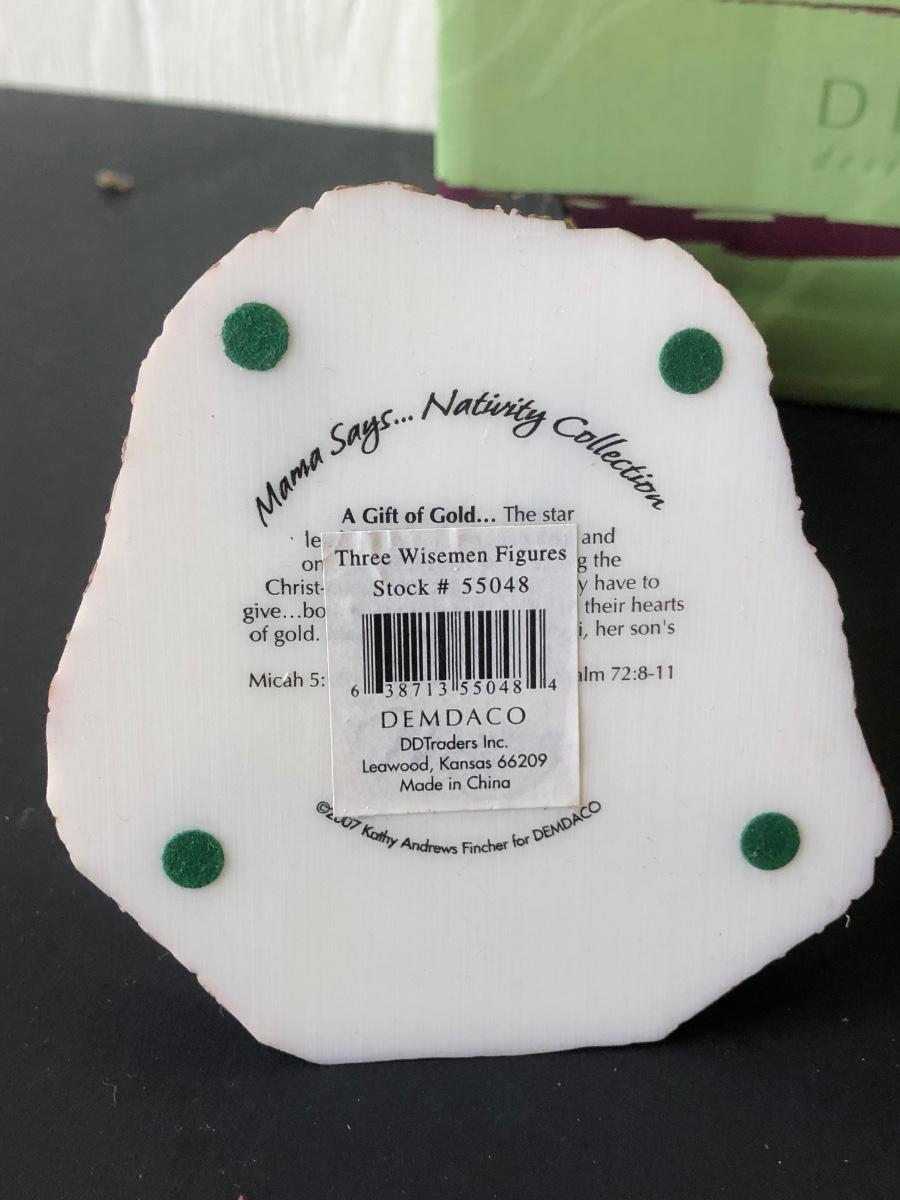 Mama Says... Nativity Collection
A Gift of Gold... The star
and
g the
Christ- y have to
give...bo their hearts
of gold. i, her son's
Micah 5: alm 72:8-11
Three Wisemen Figures
Stock # 55048
6 38713 55048 4
DEMDACO
DDTraders Inc.
Leawood, Kansas 66209
Made in China
©2007 Kathy Andrews Fincher for DEMDACO